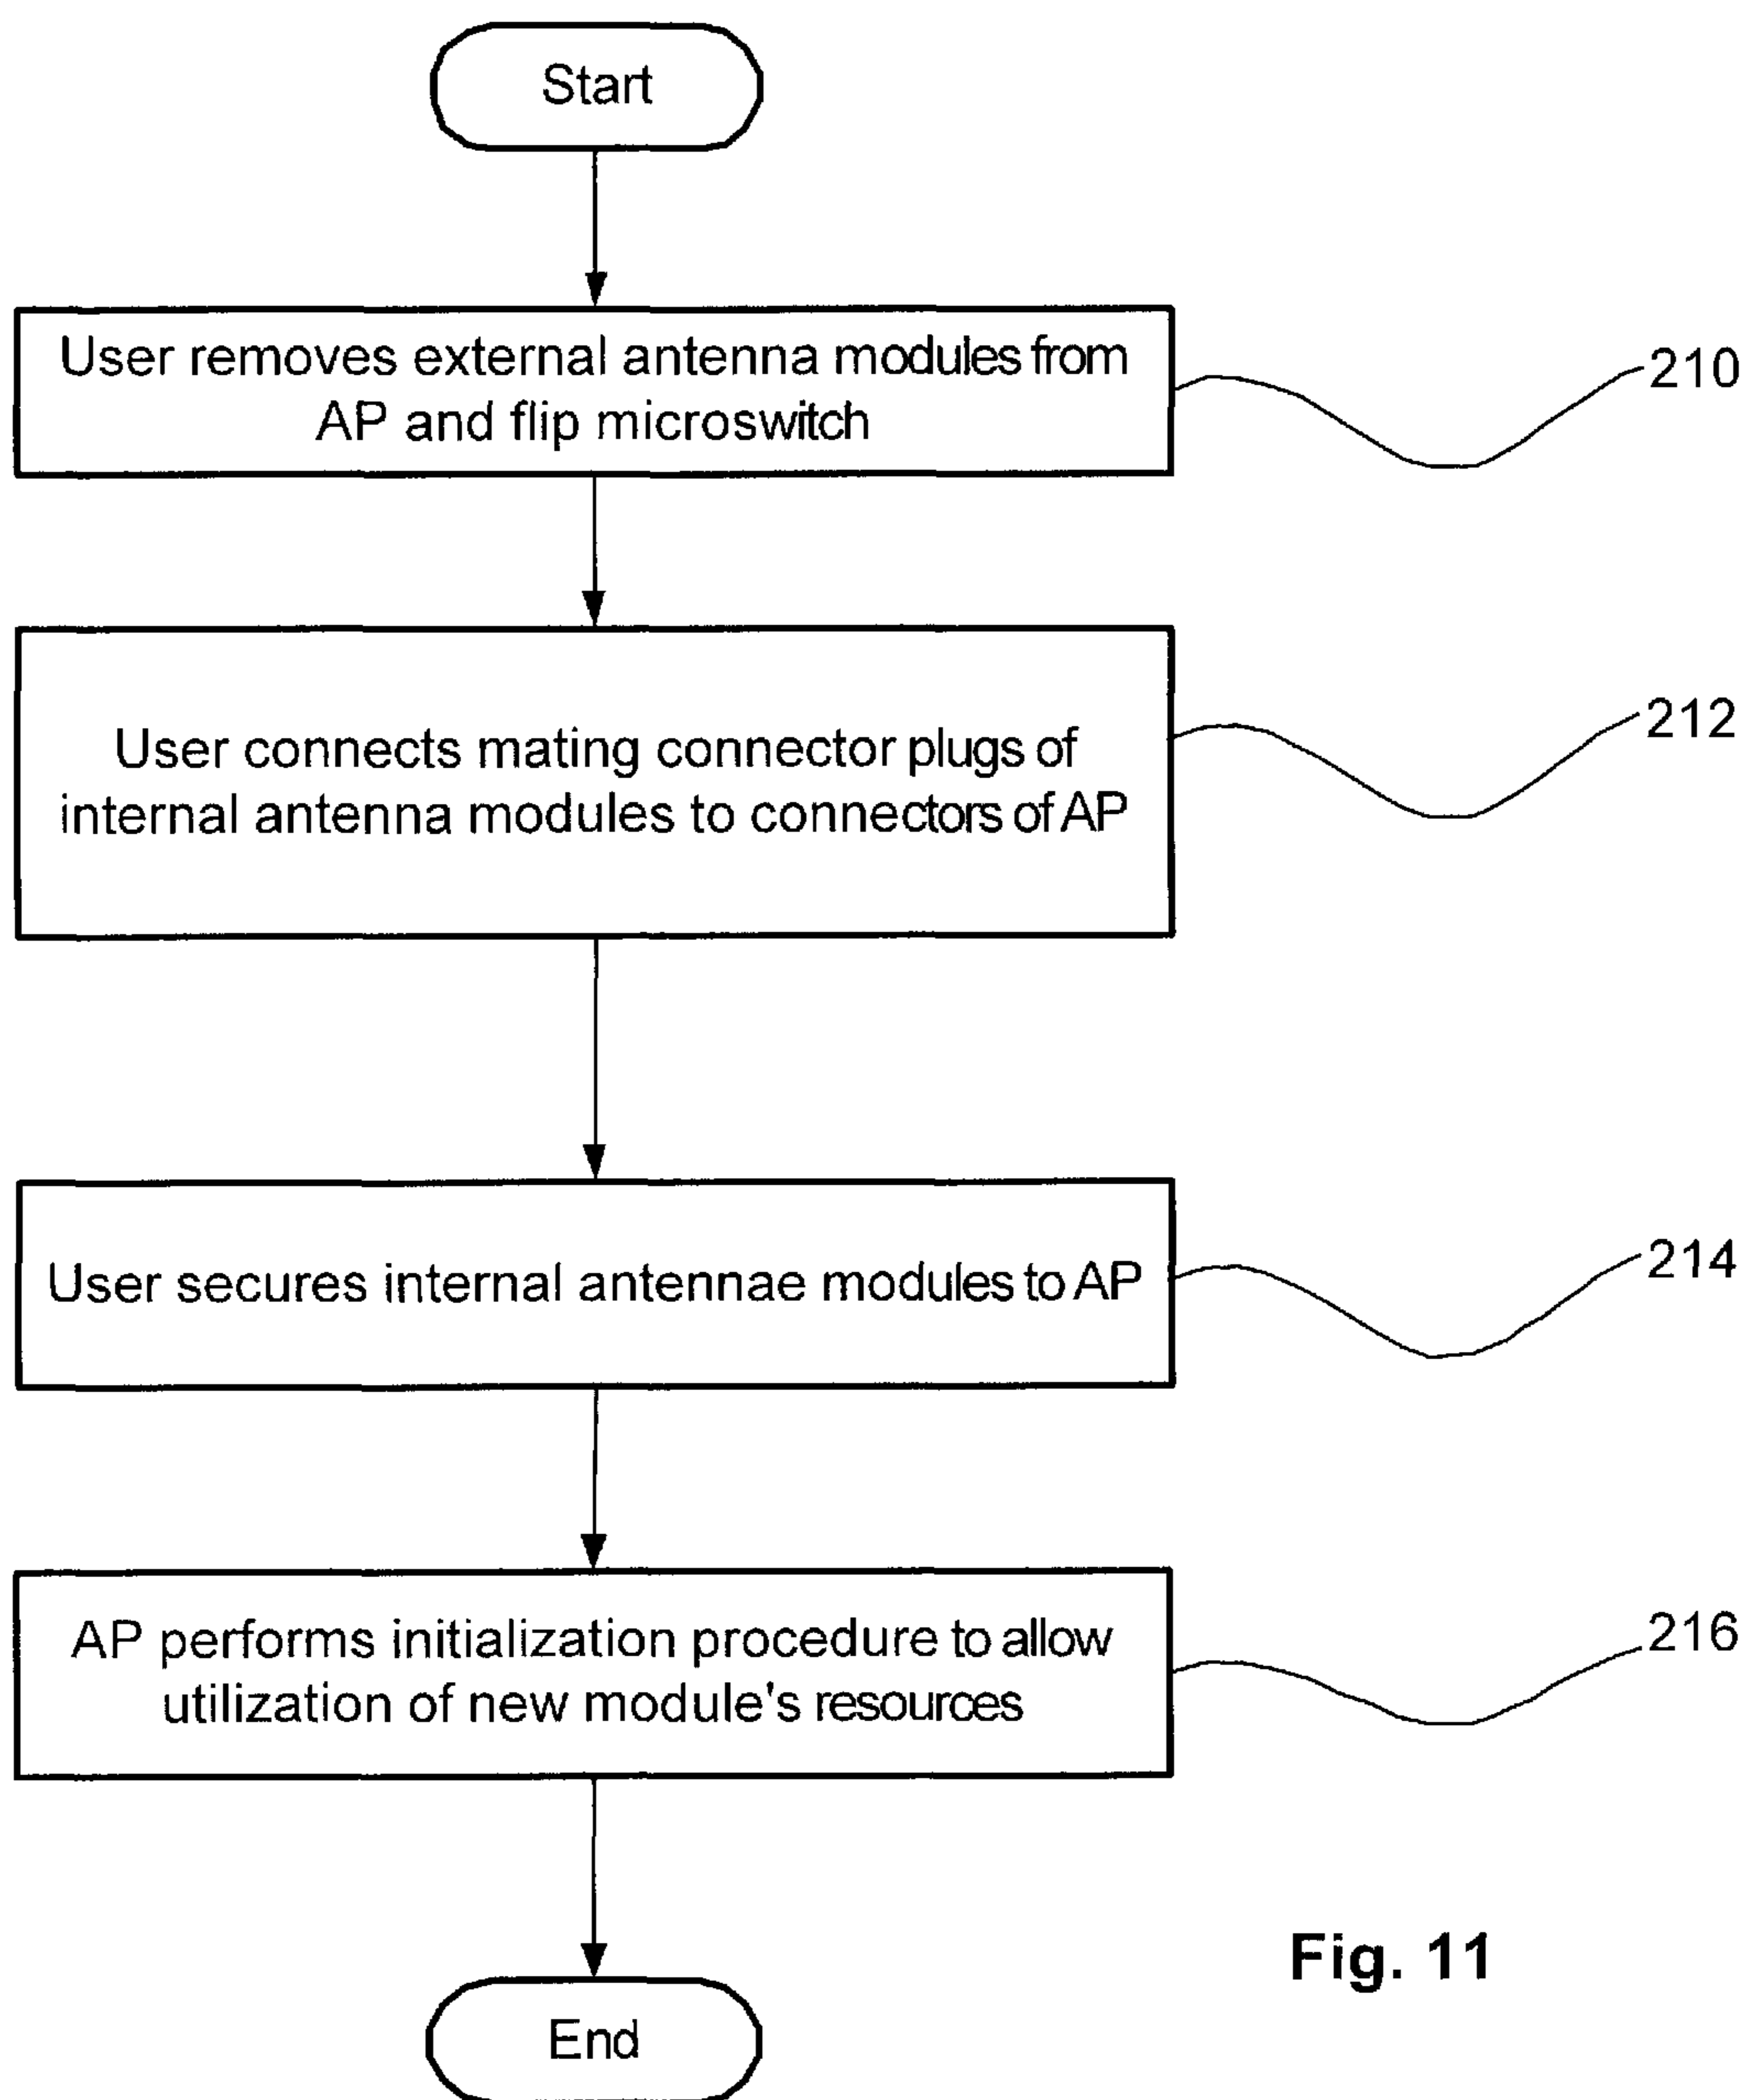 Start
User removes external antenna modules from
AP and flip microswitch
210
User connects mating connector plugs of
internal antenna modules to connectors of AP
212
User secures internal antennae modules to AP
214
AP performs initialization procedure to allow
utilization of new module's resources
216
Fig. 11
End